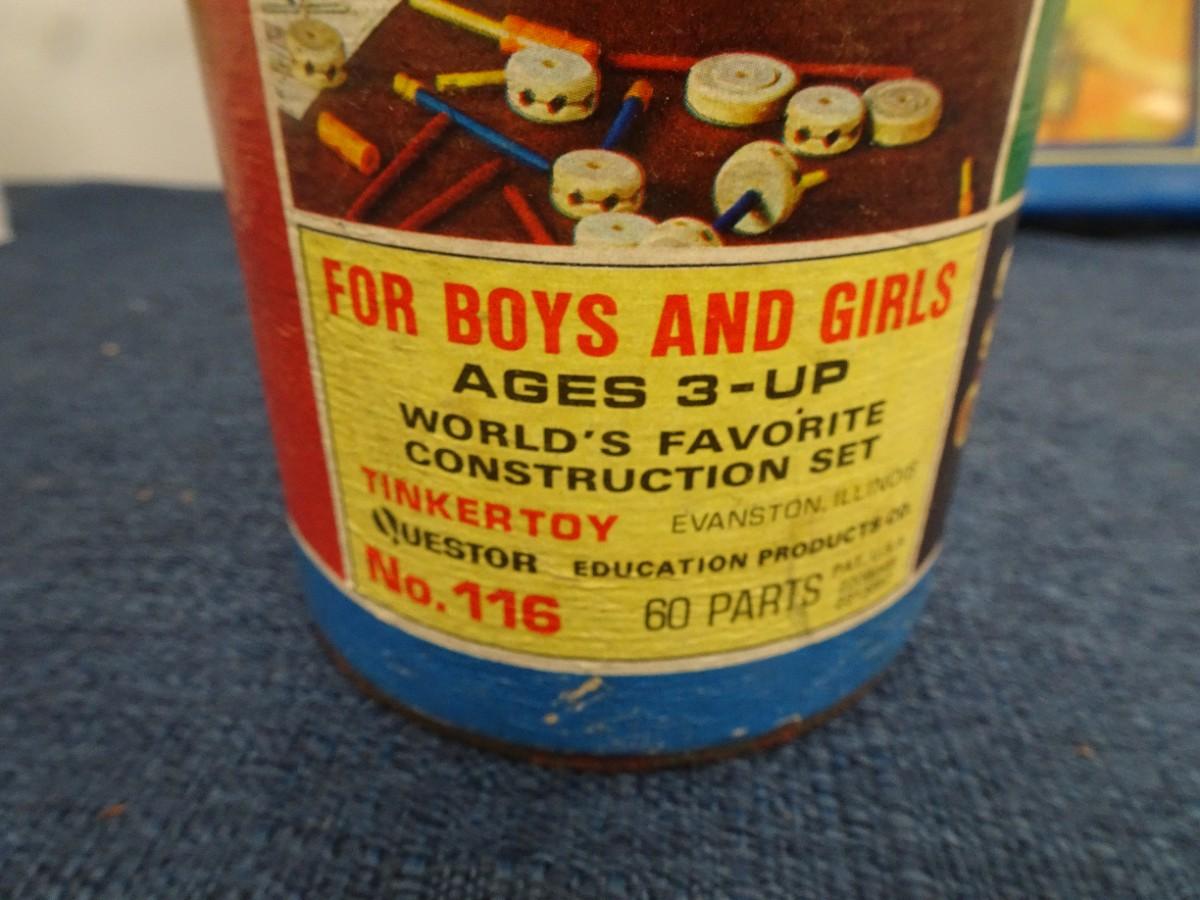 FOR BOYS AND GIRLS
AGES 3-UP
WORLD'S FAVORITE
CONSTRUCTION SET
TINKERTOY EVANSTON, ILLINOIS
QUESTOR EDUCATION PRODUCTS CO.
No. 116 60 PARTS PAT. U.S.A.